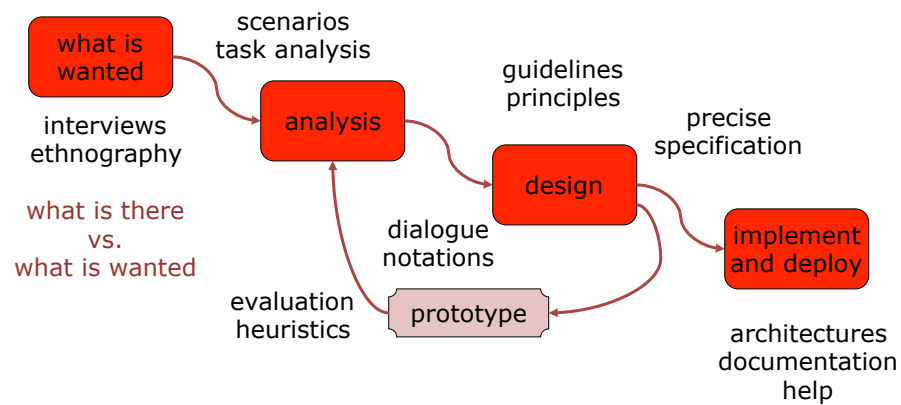 what is
wanted
scenarios
task analysis
interviews
ethnography
what is there
vs.
what is wanted
analysis
guidelines
principles
design
precise
specification
dialogue
notations
implement
and deploy
evaluation
heuristics
prototype
architectures
documentation
help